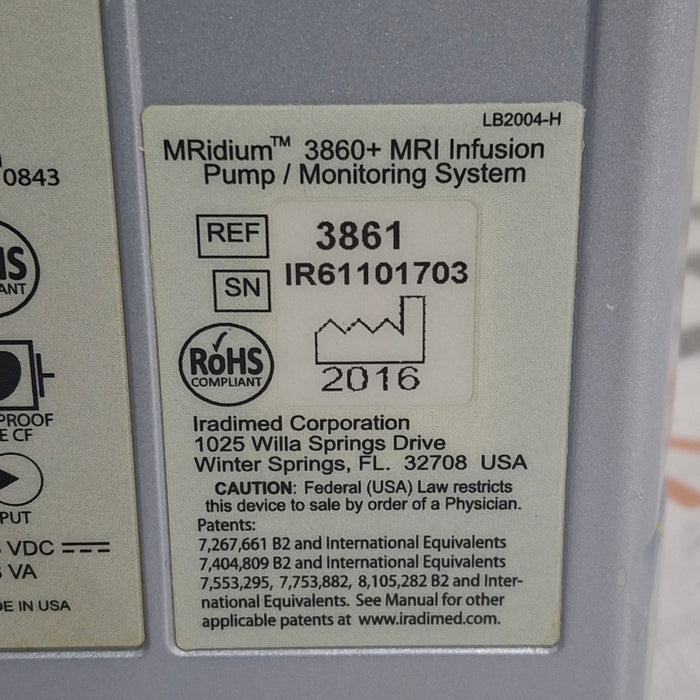 0843
IS
ANT
PROOF
E CF
PUT
VDC
VA
DE IN USA
LB2004-H
MRidium™ 3860+ MRI Infusion
Pump / Monitoring System
REF 3861
SN IR61101703
2016
RoHS
COMPLIANT
Iradimed Corporation
1025 Willa Springs Drive
Winter Springs, FL. 32708 USA
CAUTION: Federal (USA) Law restricts
this device to sale by order of a Physician.
Patents:
7,267,661 B2 and International Equivalents
7,404,809 B2 and International Equivalents
7,553,295, 7,753,882, 8,105,282 B2 and Inter-
national Equivalents. See Manual for other
applicable patents at www.iradimed.com.